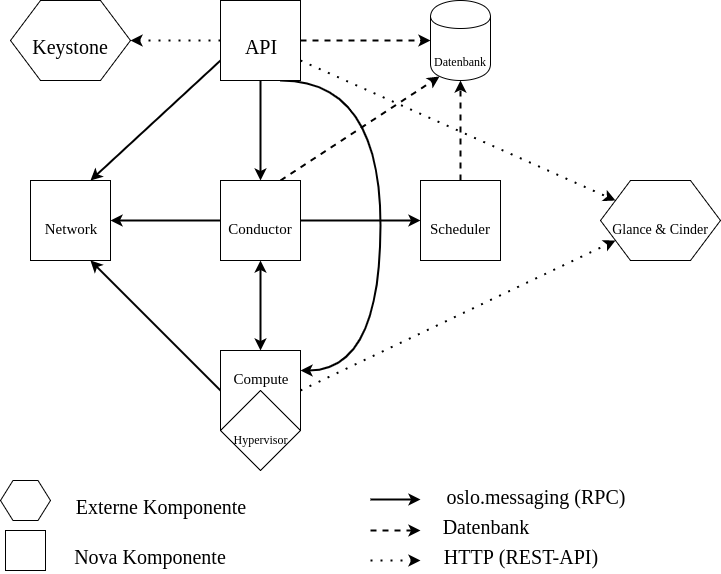 Keystone
API
Datenbank
Network
Conductor
Scheduler
Glance & Cinder
Compute
Hypervisor
Externe Komponente
Nova Komponente
oslo.messaging (RPC)
Datenbank
HTTP (REST-API)